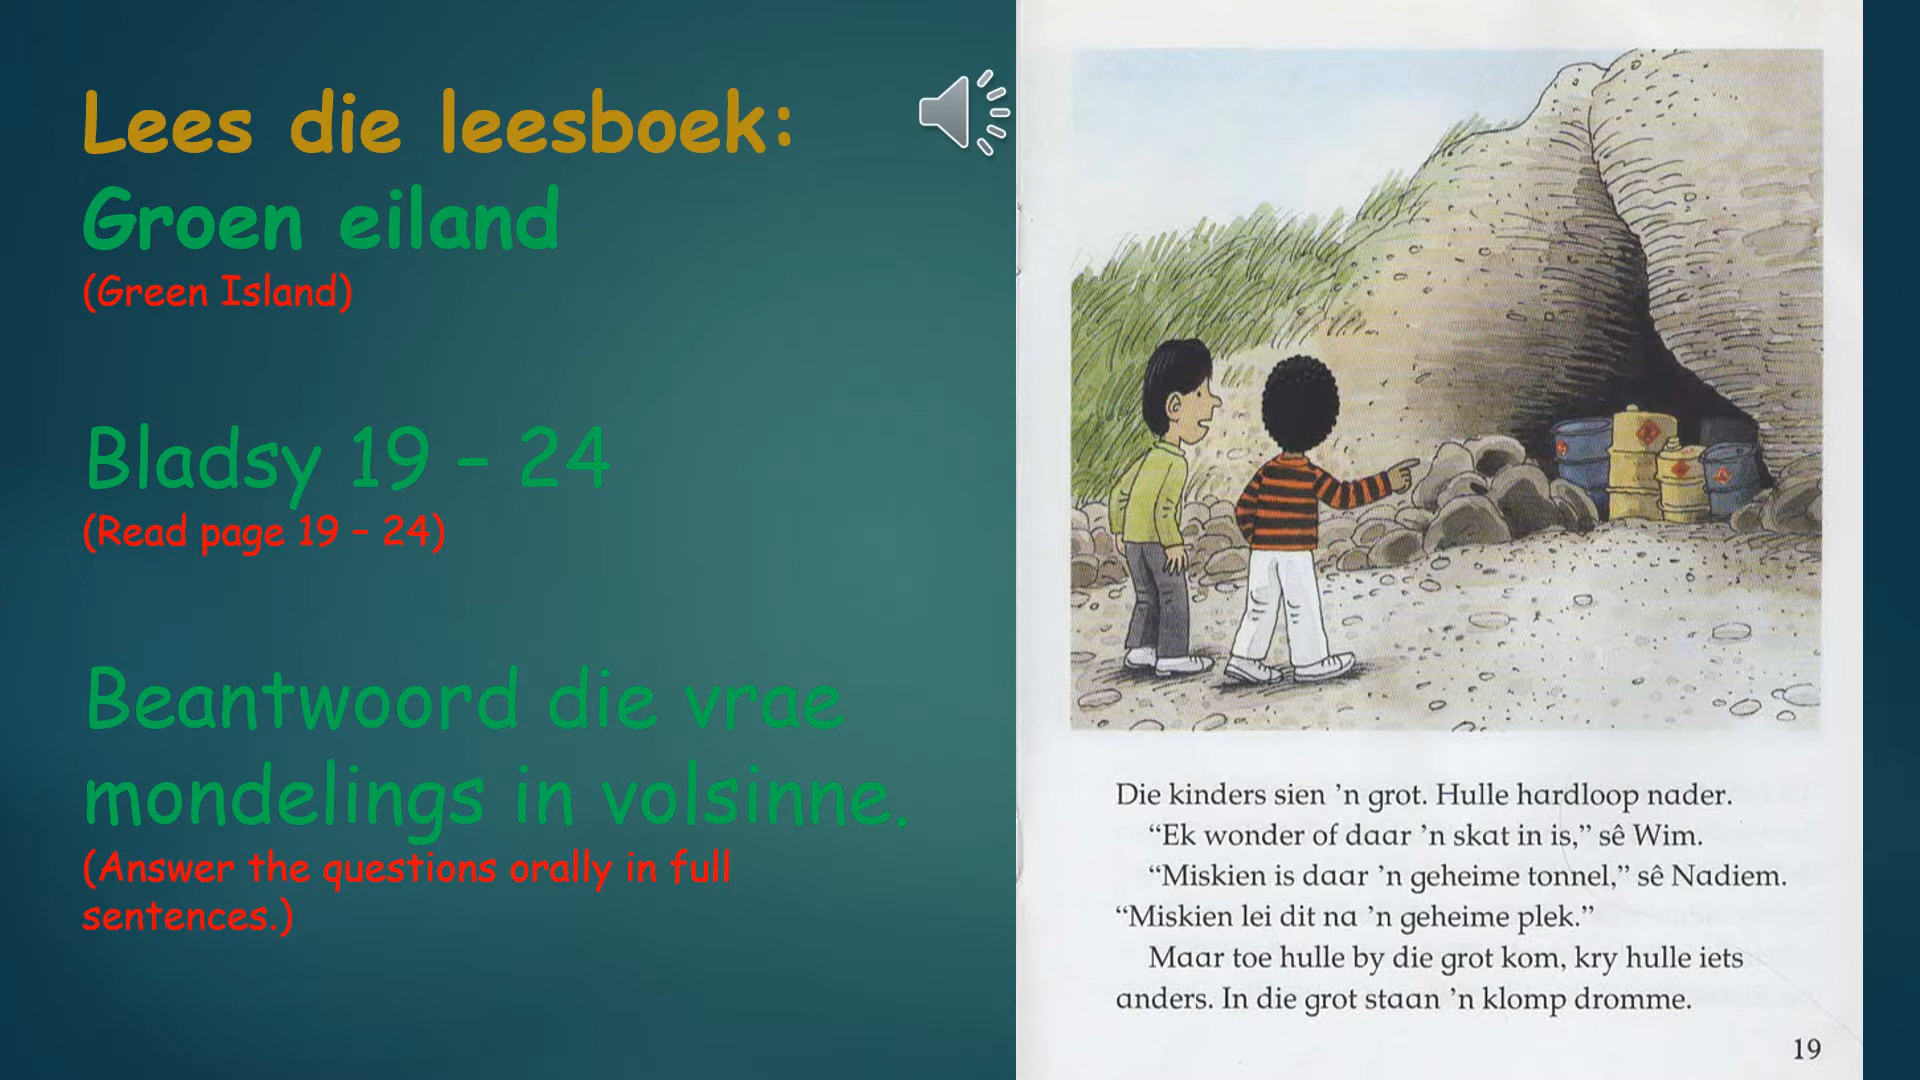 Lees die leesboek:
Groen eiland
(Green Island)
Bladsy 19 – 24
(Read page 19 – 24)
Beantwoord die vrae
mondelings in volsinne.
(Answer the questions orally in full
sentences.)
Die kinders sien ’n grot. Hulle hardloop nader.
“Ek wonder of daar ’n skat in is,” sê Wim.
“Miskien is daar ’n geheime tonnel,” sê Nadiem.
“Miskien lei dit na ’n geheime plek.”
Maar toe hulle by die grot kom, kry hulle iets
anders. In die grot staan ’n klomp dromme.
19